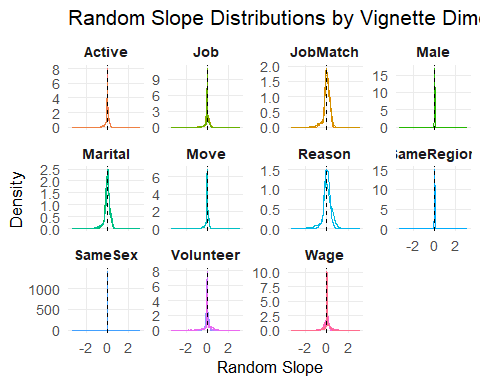 Random Slope Distributions by Vignette Dime
Active Job JobMatch Male
8 6 4 2 0
9 6 3 0
2.0 1.5 1.0 0.5 0.0
15 10 5 0
Marital Move Reason SameRegion
2.5 2.0 1.5 1.0 0.5 0.0
6 4 2 0
1.5 1.0 0.5 0.0
15 10 5 0
-2 0 2
SameSex Volunteer Wage
1000 500 0
8 6 4 2 0
10.0 7.5 5.0 2.5 0.0
-2 0 2 -2 0 2 -2 0 2
Density
Random Slope